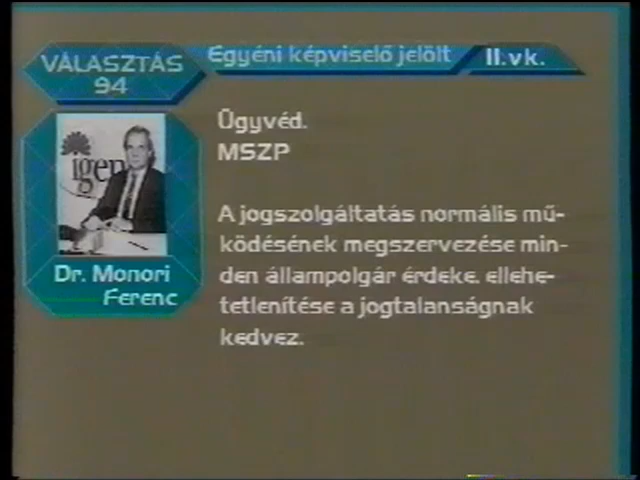 VÁLASZTÁS
94
Egyéni képviselő jelölt
II.vk.
igen
Dr. Monori
Ferenc
Ügyvéd.
MSZP
A jogszolgáltatás normális mű-
ködésének megszervezése min-
den állampolgár érdeke, ellehe-
tetlenítése a jogtalanságnak
kedvez.